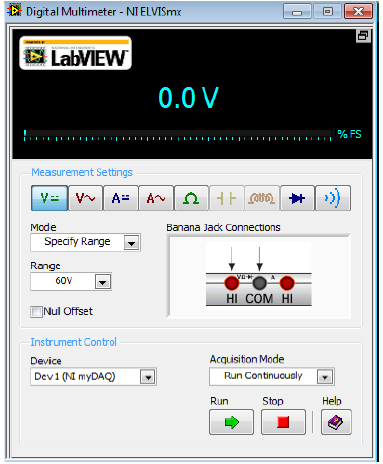 Digital Multimeter - NI ELVISmx
LabVIEW
0.0 V
% FS
Measurement Settings
V V A A Ω
Mode
Specify Range
Banana Jack Connections
Range
60V
VΩ A
HI COM HI
Null Offset
Instrument Control
Device
Dev1 (NI myDAQ)
Acquisition Mode
Run Continuously
Run Stop Help